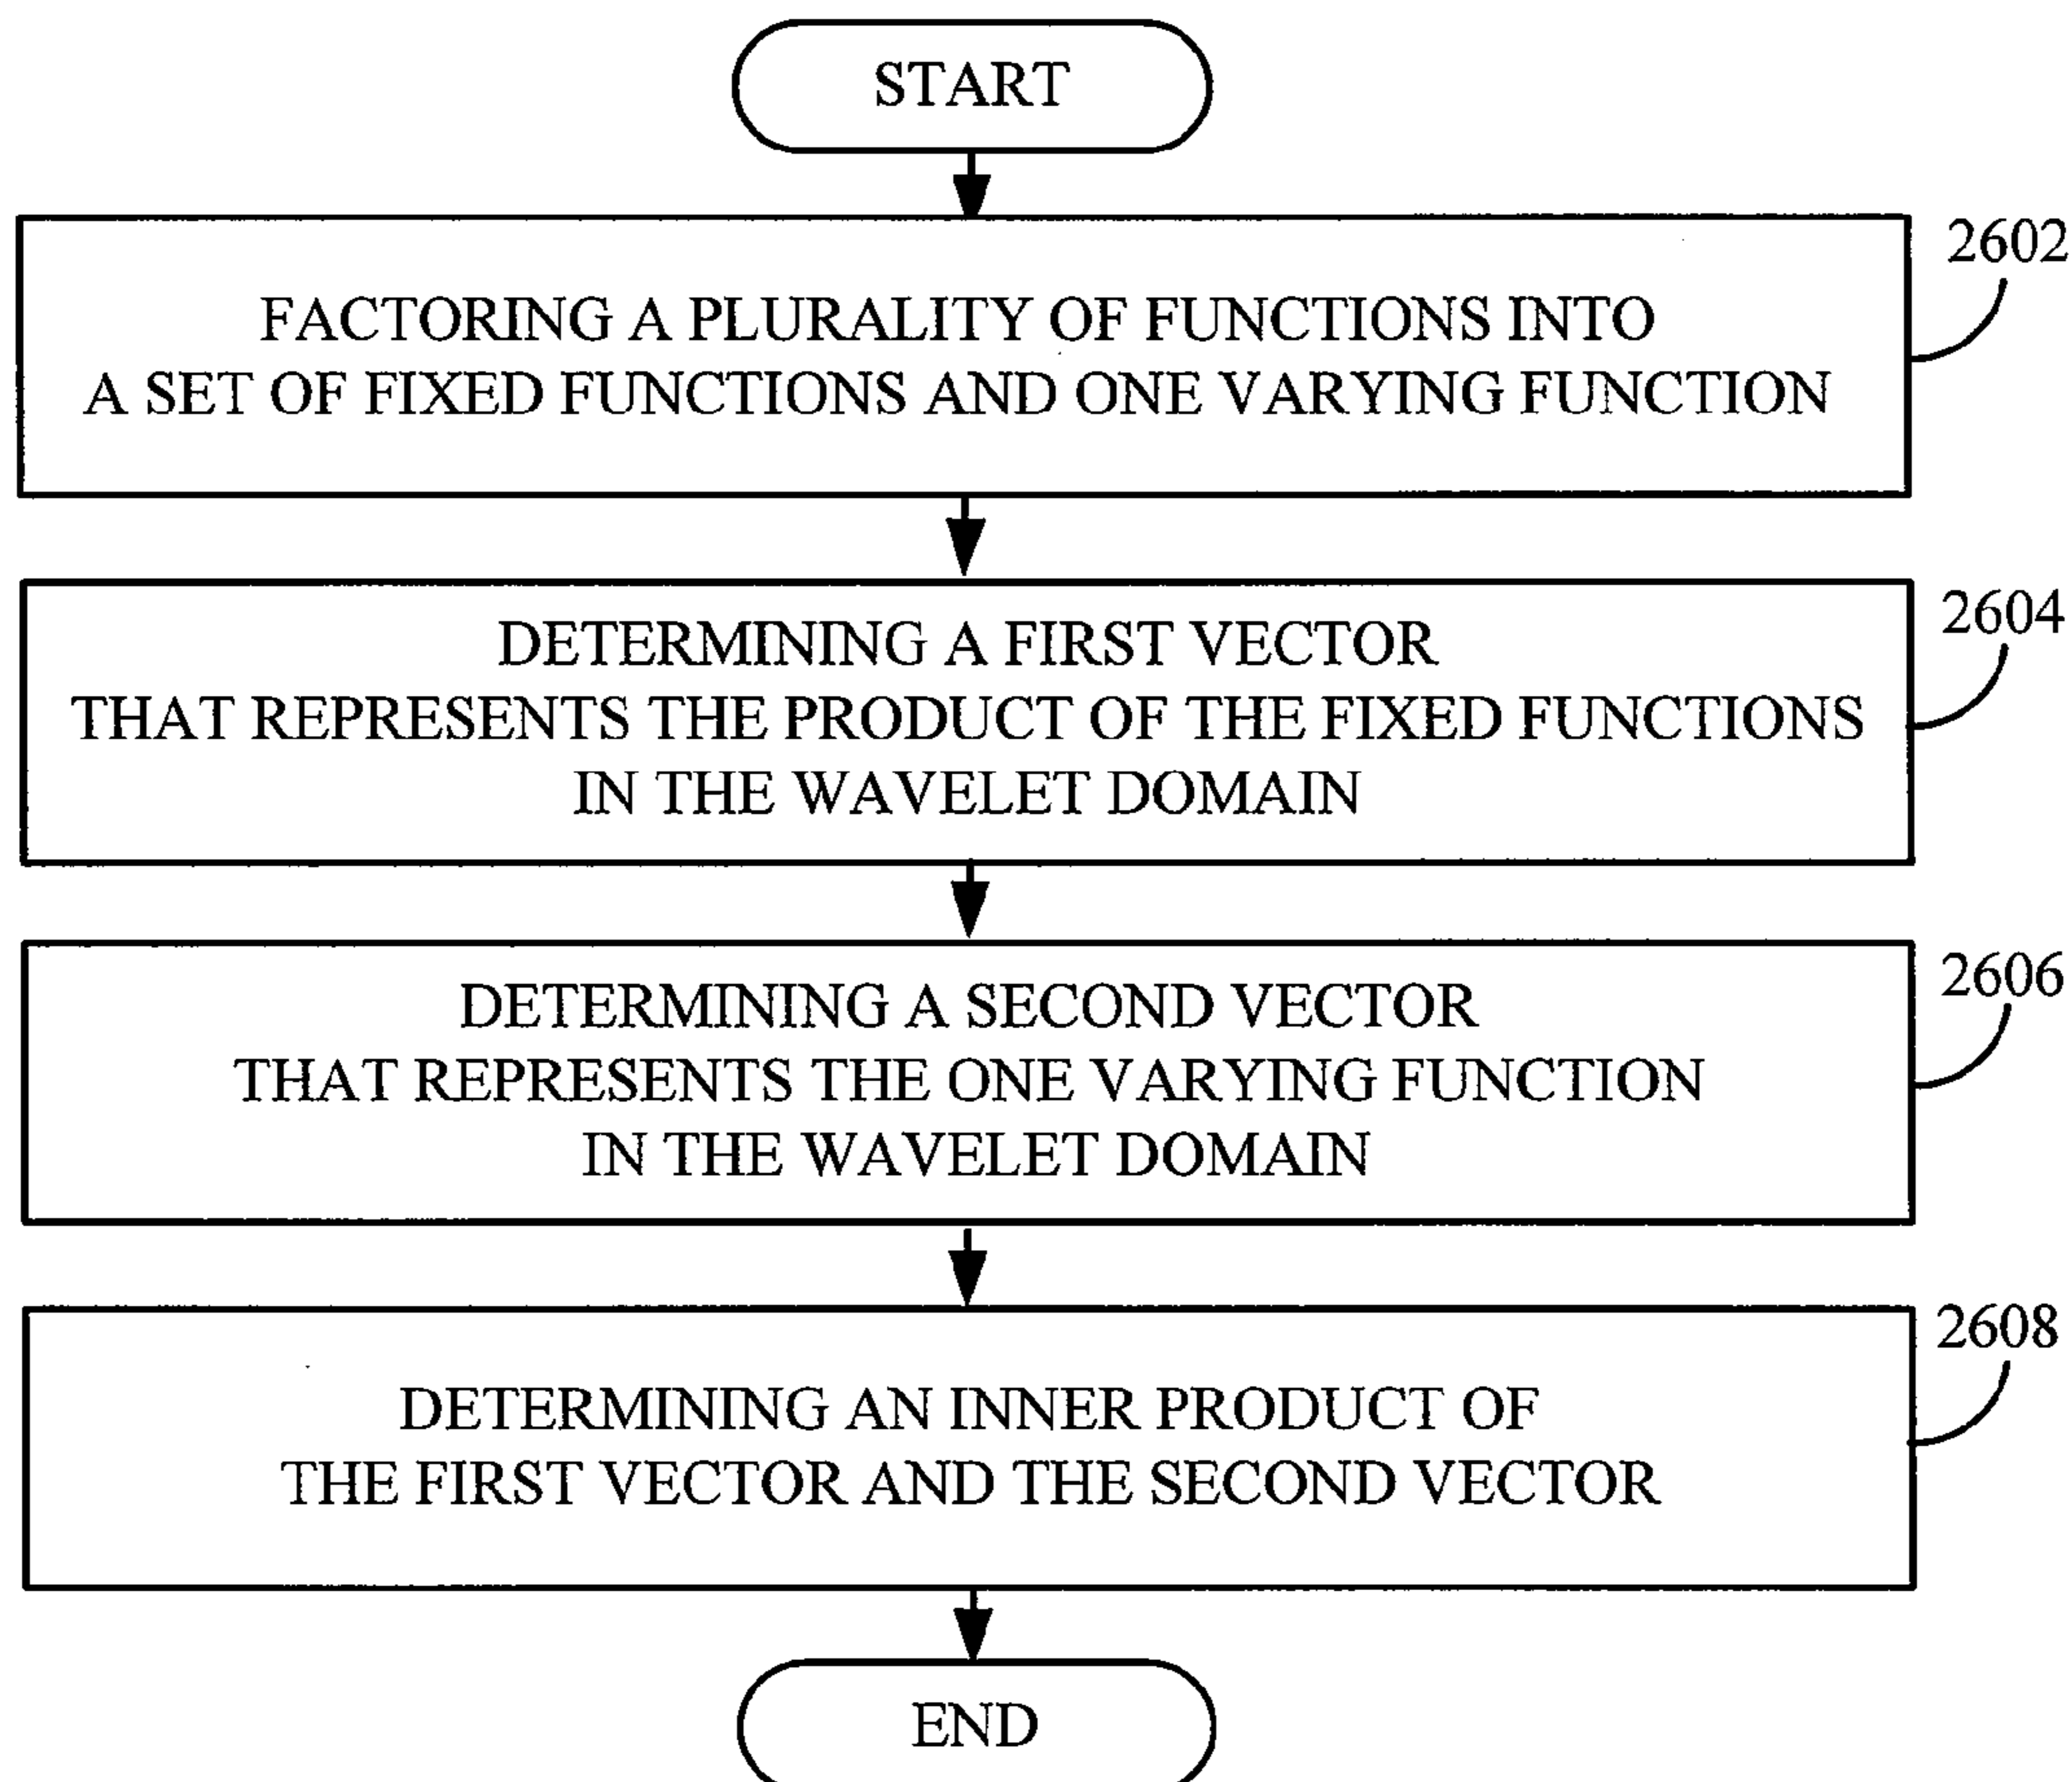 START
2602
FACTORING A PLURALITY OF FUNCTIONS INTO
A SET OF FIXED FUNCTIONS AND ONE VARYING FUNCTION
2604
DETERMINING A FIRST VECTOR
THAT REPRESENTS THE PRODUCT OF THE FIXED FUNCTIONS
IN THE WAVELET DOMAIN
2606
DETERMINING A SECOND VECTOR
THAT REPRESENTS THE ONE VARYING FUNCTION
IN THE WAVELET DOMAIN
2608
DETERMINING AN INNER PRODUCT OF
THE FIRST VECTOR AND THE SECOND VECTOR
END